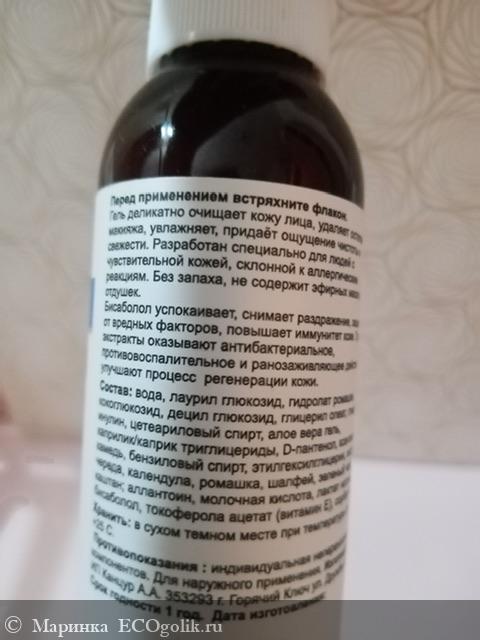 Перед применением встряхните флакон.
Гель деликатно очищает кожу лица, удаляет
макияжа, увлажняет, придаёт ощущение чистоты и
свежести. Разработан специально для людей с
чувствительной кожей, склонной к аллергическим
реакциям. Без запаха, не содержит эфирных
отдушек.
Бисаболол успокаивает, снимает раздражение,
от вредных факторов, повышает иммунитет кожи.
экстракты оказывают антибактериальное,
противовоспалительное и ранозаживляющее
улучшают процесс регенерации кожи.
Состав: вода, лаурил глюкозид, гидролат
кокоглюкозид, децил глюкозид, глицерил олеат,
инулин, цетеариловый спирт, алоэ вера гель,
каприлик/каприк триглицериды, D-пантенол,
камедь, бензиловый спирт, этилгексилглицерин,
череда, календула, ромашка, шалфей, зеленый
каштан; аллантоин, молочная кислота, лактат
бисаболол, токоферола ацетат (витамин Е),
Хранить: в сухом темном месте при температуре
+25 С.
Противопоказания : индивидуальная
компонентов. Для наружного применения.
ИП Канцур А.А. 353293 г. Горячий Ключ ул.
Срок годности 1 год. Дата изготовления:
© Маринка ECOgolik.ru